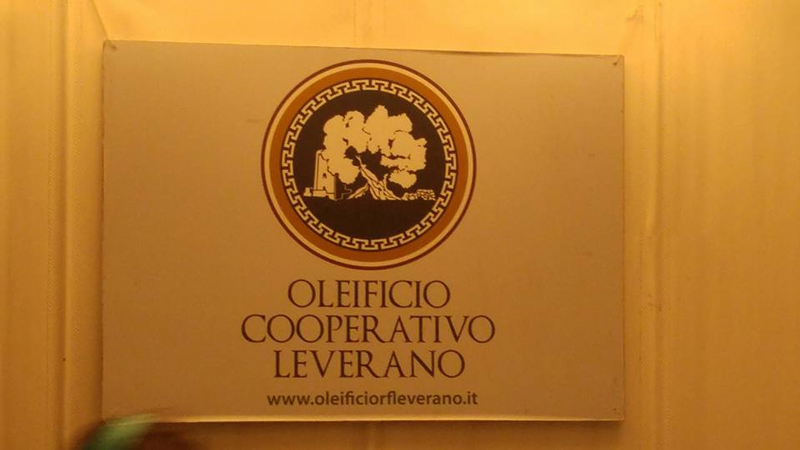 OLEIFICIO
COOPERATIVO
LEVERANO
www.oleificiorfleverano.it